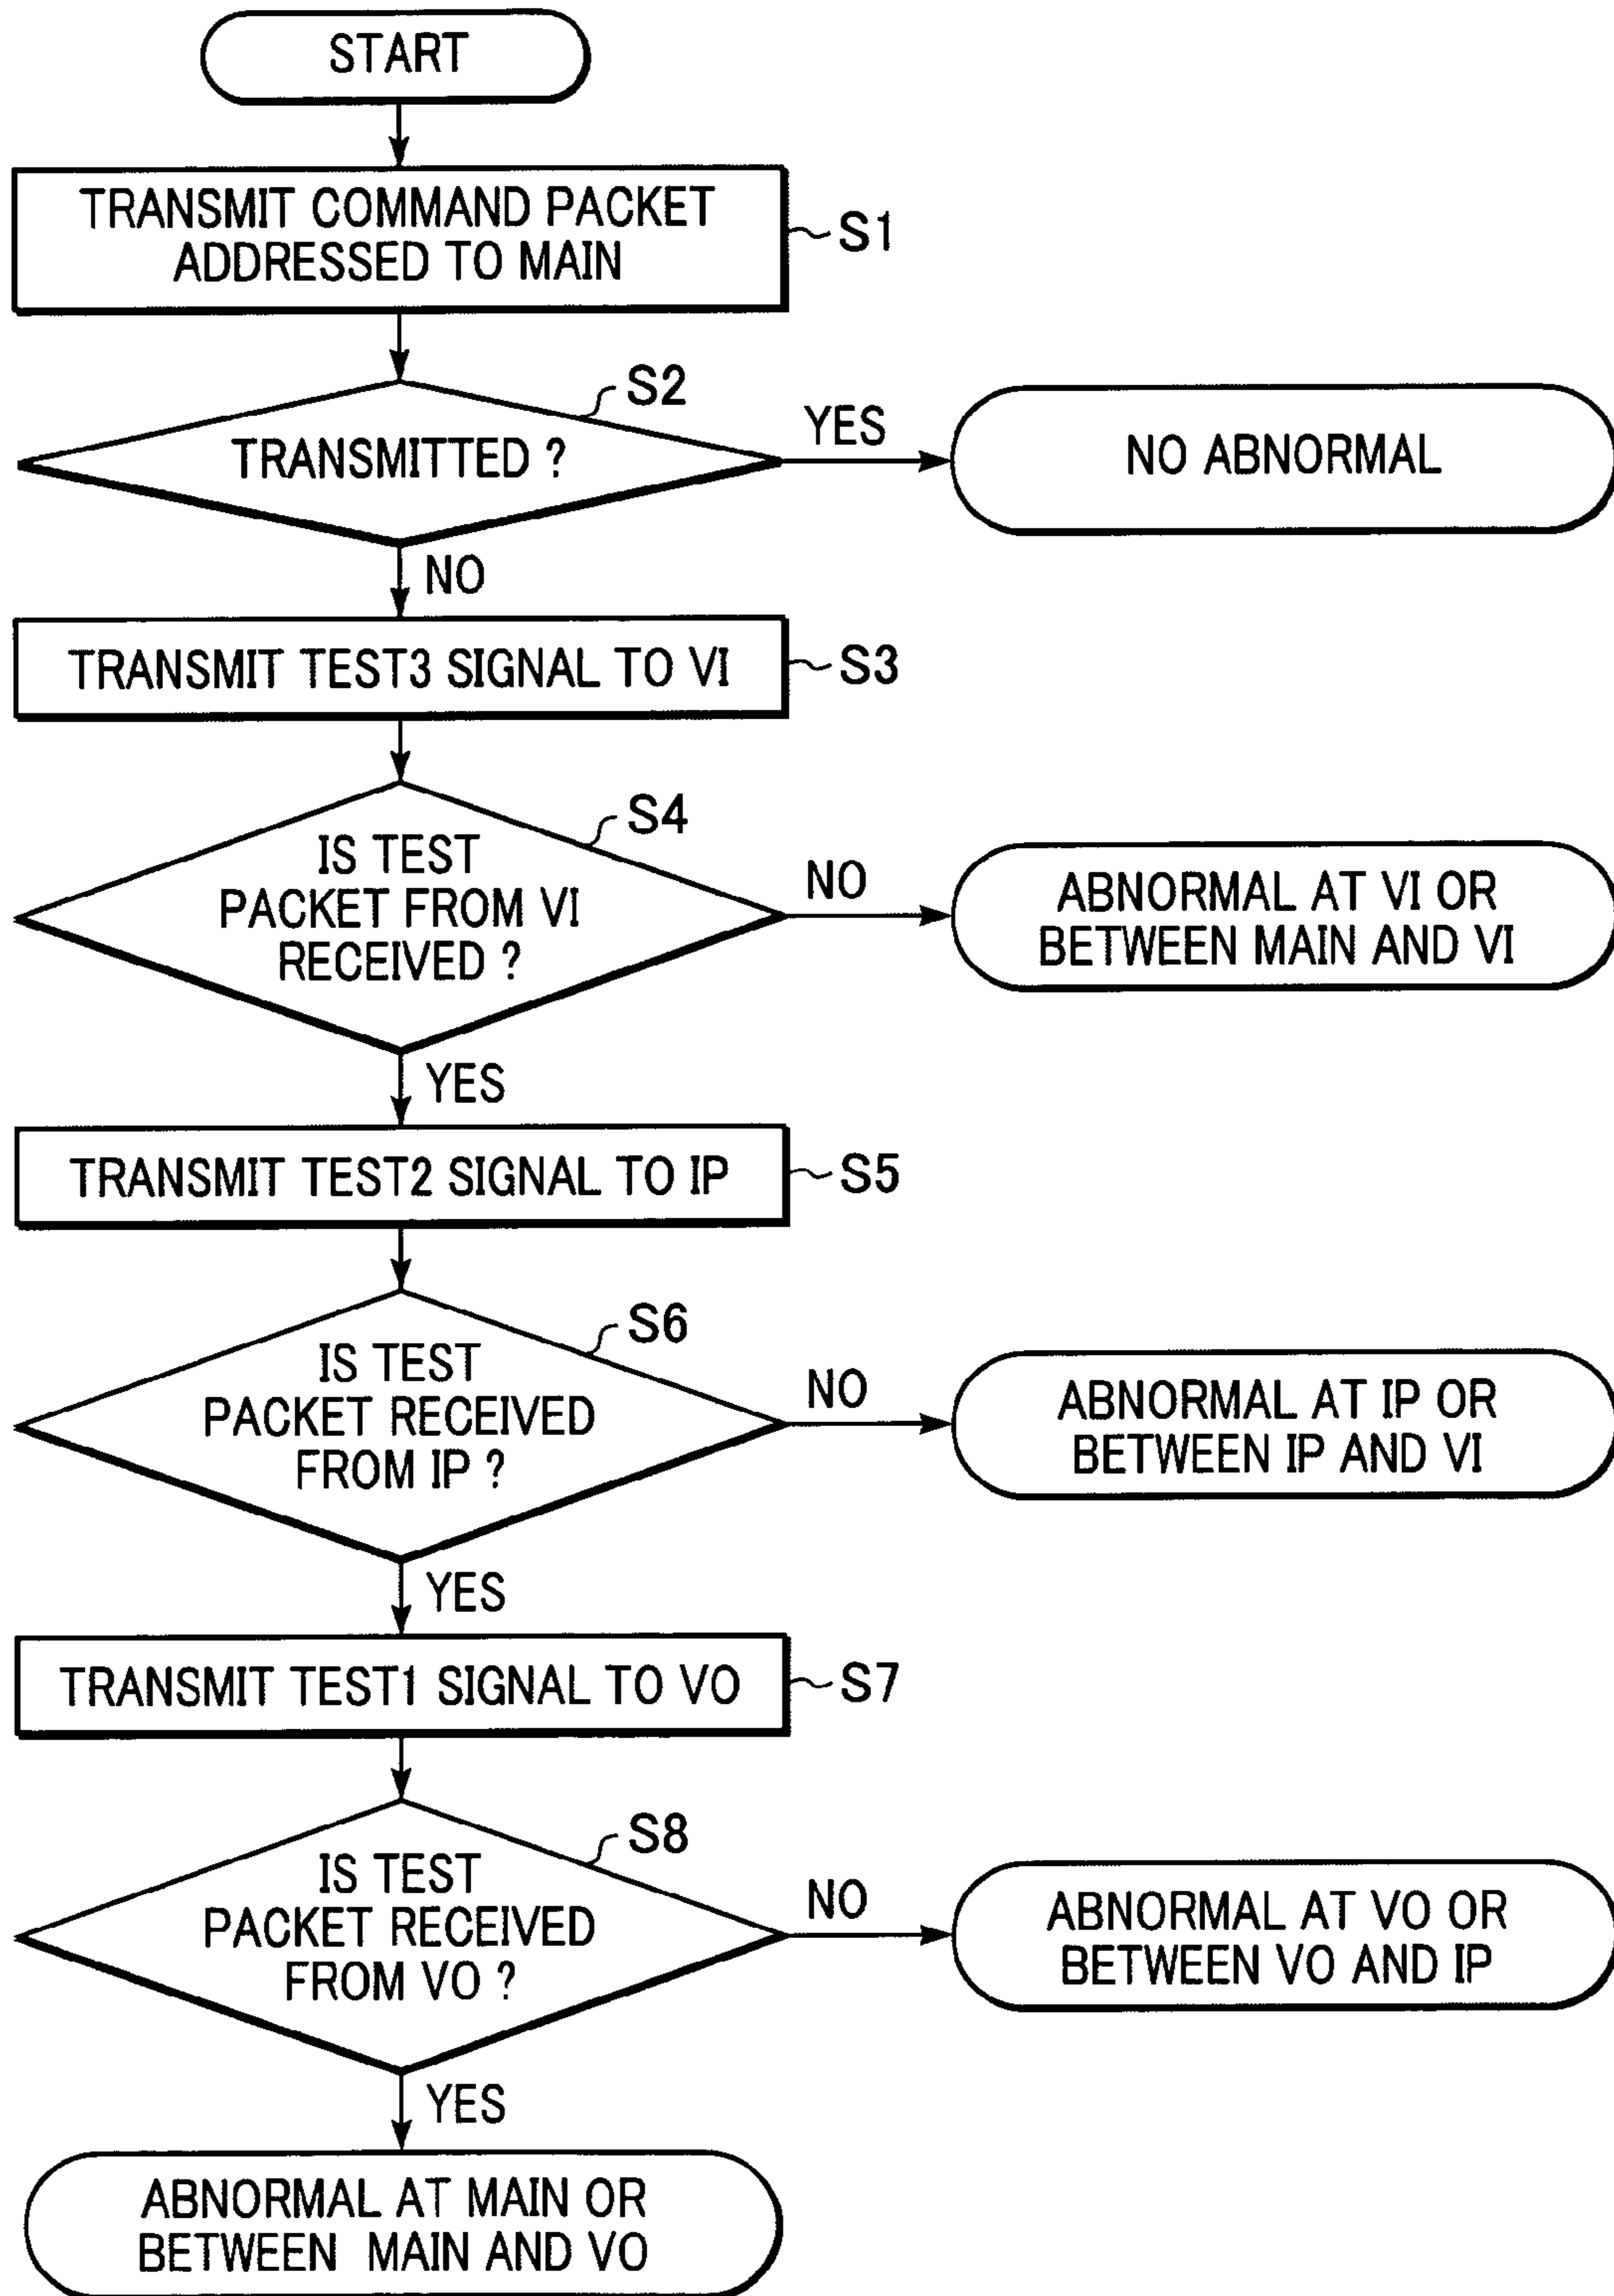 START
TRANSMIT COMMAND PACKET
ADDRESSED TO MAIN
S1
S2
TRANSMITTED ?
YES
NO ABNORMAL
NO
TRANSMIT TEST3 SIGNAL TO VI
S3
S4
IS TEST
PACKET FROM VI
RECEIVED ?
NO
ABNORMAL AT VI OR
BETWEEN MAIN AND VI
YES
TRANSMIT TEST2 SIGNAL TO IP
S5
S6
IS TEST
PACKET RECEIVED
FROM IP ?
NO
ABNORMAL AT IP OR
BETWEEN IP AND VI
YES
TRANSMIT TEST1 SIGNAL TO VO
S7
S8
IS TEST
PACKET RECEIVED
FROM VO ?
NO
ABNORMAL AT VO OR
BETWEEN VO AND IP
YES
ABNORMAL AT MAIN OR
BETWEEN MAIN AND VO